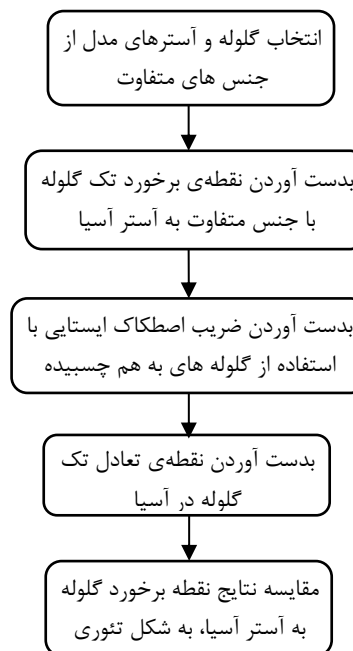 انتخاب گلوله و آسترهای مدل از
جنس های متفاوت
بدست آوردن نقطه‌ی برخورد تک گلوله
با جنس متفاوت به آستر آسیا
بدست آوردن ضریب اصطکاک ایستایی با
استفاده از گلوله های به هم چسبیده
بدست آوردن نقطه‌ی تعادل تک
گلوله در آسیا
مقایسه نتایج نقطه برخورد گلوله
به آستر آسیا، به شکل تئوری